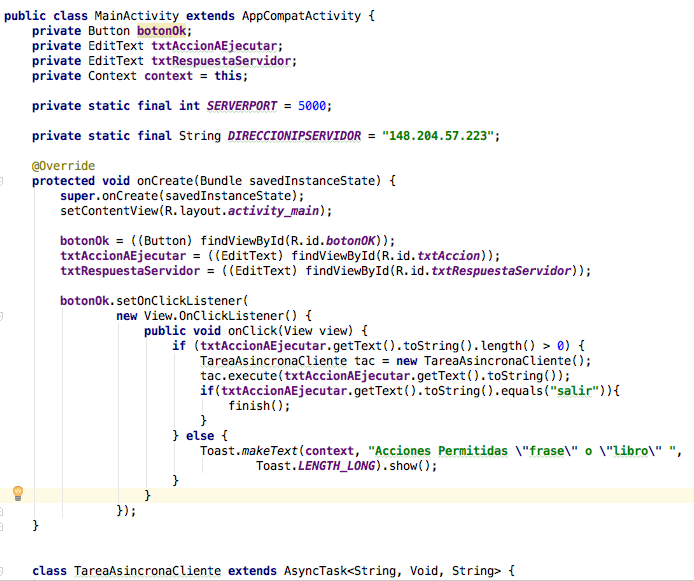 public class MainActivity extends AppCompatActivity {
    private Button botonOk;
    private EditText txtAccionAEjecutar;
    private EditText txtRespuestaServidor;
    private Context context = this;

    private static final int SERVERPORT = 5000;

    private static final String DIRECCIONIPSERVIDOR = "148.204.57.223";

    @Override
    protected void onCreate(Bundle savedInstanceState) {
        super.onCreate(savedInstanceState);
        setContentView(R.layout.activity_main);

        botonOk = ((Button) findViewById(R.id.botonOK));
        txtAccionAEjecutar = ((EditText) findViewById(R.id.txtAccion));
        txtRespuestaServidor = ((EditText) findViewById(R.id.txtRespuestaServidor));

        botonOk.setOnClickListener(
                new View.OnClickListener() {
                    public void onClick(View view) {
                        if (txtAccionAEjecutar.getText().toString().length() > 0) {
                            TareaAsincronaCliente tac = new TareaAsincronaCliente();
                            tac.execute(txtAccionAEjecutar.getText().toString());
                            if(txtAccionAEjecutar.getText().toString().equals("salir")){
                                finish();
                            }
                        } else {
                            Toast.makeText(context, "Acciones Permitidas \"frase\" o \"libro\" ",
                                    Toast.LENGTH_LONG).show();
                        }
                    }
                });
    }

    class TareaAsincronaCliente extends AsyncTask<String, Void, String> {